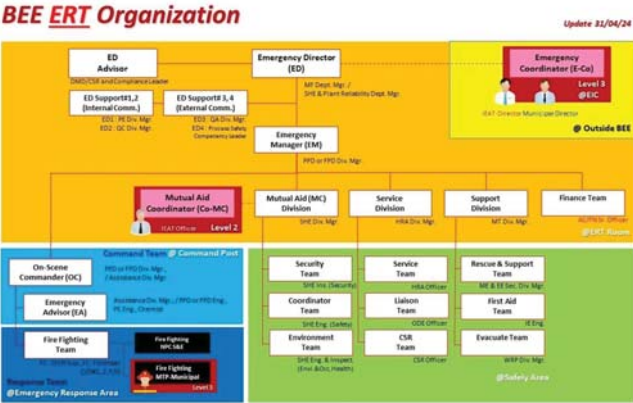 BEE ERT Organization
Update 31/04/24
ED
Advisor
DMD/CSR and Compliance Leader
Emergency Director
(ED)
MF Dept. Mgr. /
SHE & Plant Reliability Dept. Mgr.
Emergency
Coordinator (E-Co)
Level 3
@EIC
IEAT Director Municipar Director
@ Outside BEE
ED Support#1,2
(Internal Comm.)
ED1 : PE Div. Mgr.
ED2 : QC Div. Mgr.
ED Support# 3, 4
(External Comm.)
ED3 : QA Div. Mgr.
ED4 : Process Safety
Competency Leader
Emergency
Manager (EM)
PPD or FPD Div. Mgr.
Mutual Aid
Coordinator (Co-MC)
IEAT Officer
Level 2
Mutual Aid (MC)
Division
SHE Div. Mgr.
Service
Division
HRA Div. Mgr.
Support
Division
MT Div. Mgr.
Finance Team
Officer
@ERT Room
Command Team @ Command Post
On-Scene
Commander (OC)
PPD or FPD Div. Mgr.,
/ Assistance Div. Mgr.
Emergency
Advisor (EA)
Assistance Div. Mgr., / PPD or FPD Eng.,
PE Eng., Chemist
Fire Fighting
Team
Fire Fighting
NPC S&E
Fire Fighting
MTP-Municipal
Level 1
Response Team
@Emergency Response Area
Security
Team
SHE Ins. (Security)
Coordinator
Team
SHE Eng. (Safety)
Environment
Team
SHE Eng. & Inspect.
(Envi. &Occ.Health)
Service
Team
HRA Officer
Liaison
Team
ODE Officer
CSR
Team
CSR Officer
Rescue & Support
Team
ME & EE Sec. Div. Mgr.
First Aid
Team
IE Eng.
Evacuate Team
WRP Div. Mgr.
@Safety Area